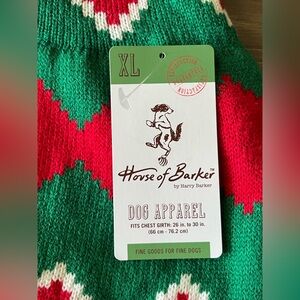 XL
House of Barker™
by Harry Barker
DOG APPAREL
FITS CHEST GIRTH: 26 in. to 30 in.
(66 cm - 76.2 cm)
FINE GOODS FOR FINE DOGS